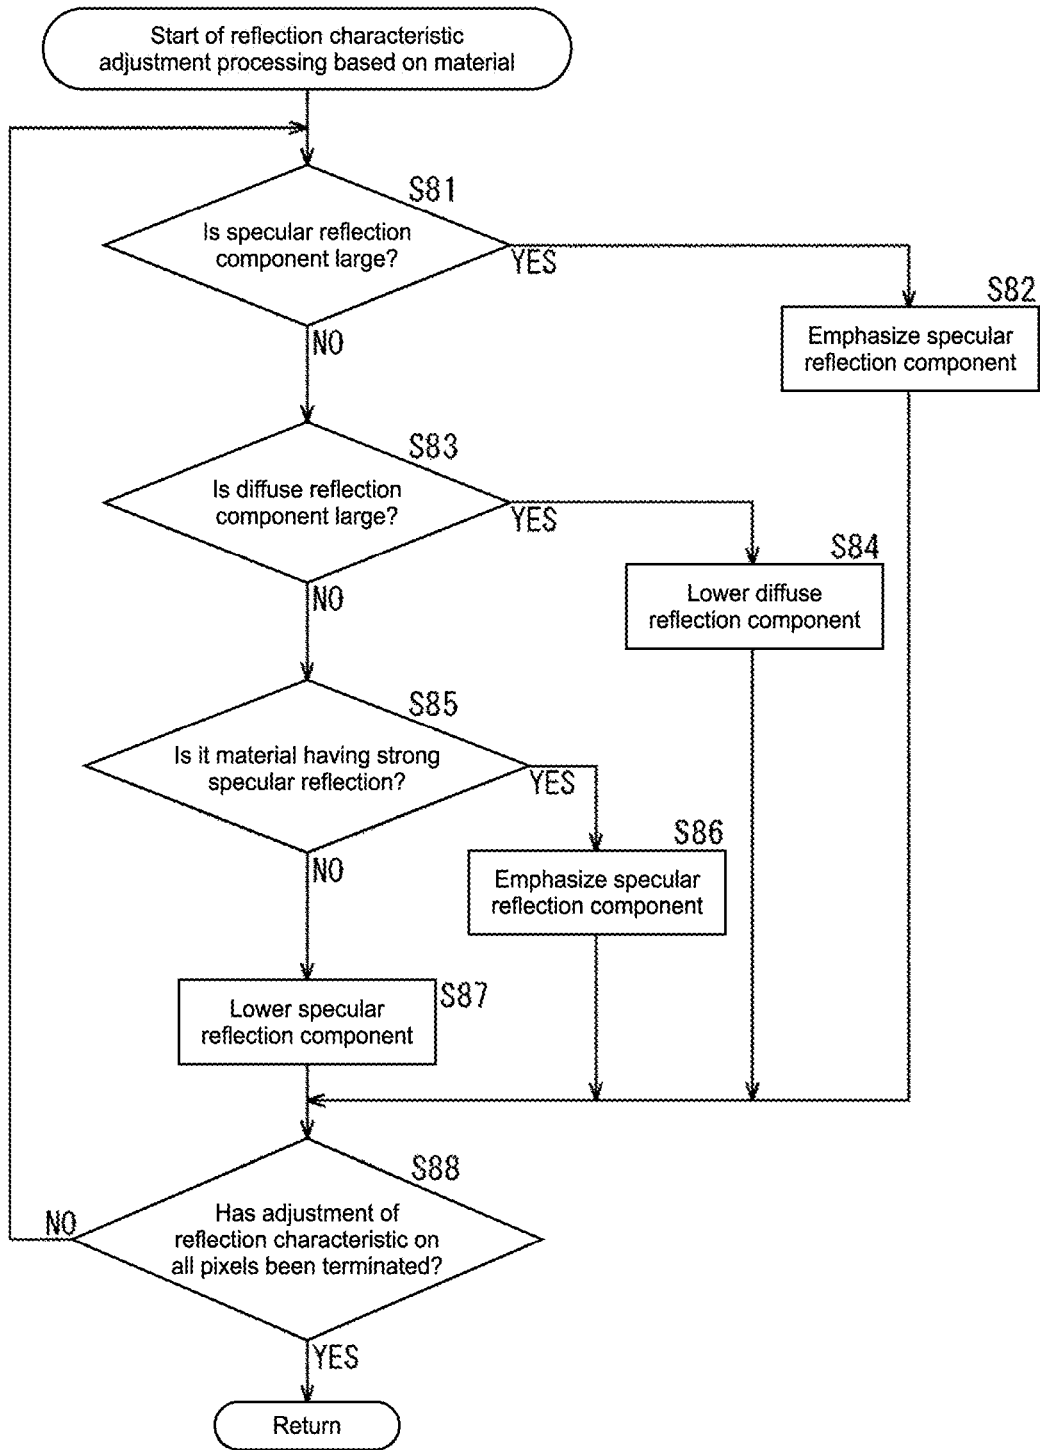 Start of reflection characteristic
adjustment processing based on material
S81
Is specular reflection
component large?
YES
NO
S82
Emphasize specular
reflection component
S83
Is diffuse reflection
component large?
YES
NO
S84
Lower diffuse
reflection component
S85
Is it material having strong
specular reflection?
YES
NO
S86
Emphasize specular
reflection component
S87
Lower specular
reflection component
S88
Has adjustment of
reflection characteristic on
all pixels been terminated?
NO
YES
Return